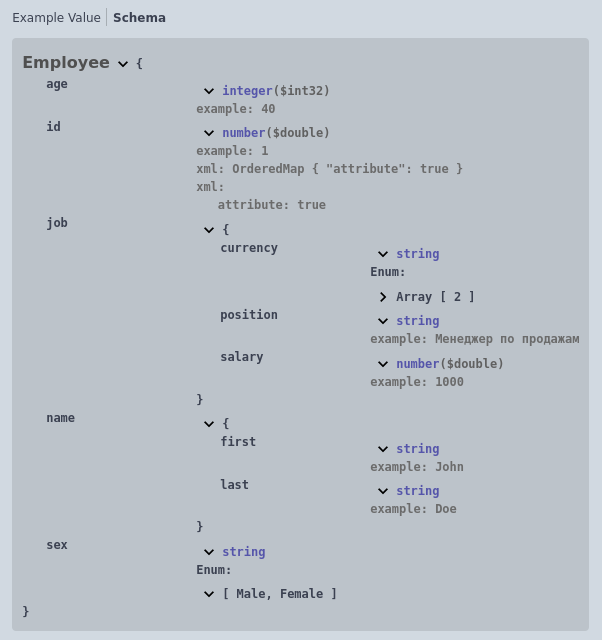 Example Value Schema
Employee {
age
integer($int32)
example: 40
id
number($double)
example: 1
xml: OrderedMap { "attribute": true }
xml:
attribute: true
job
{
currency
string
Enum:
Array [ 2 ]
position
string
example: Менеджер по продажам
salary
number($double)
example: 1000
}
name
{
first
string
example: John
last
string
example: Doe
}
sex
string
Enum:
[ Male, Female ]
}